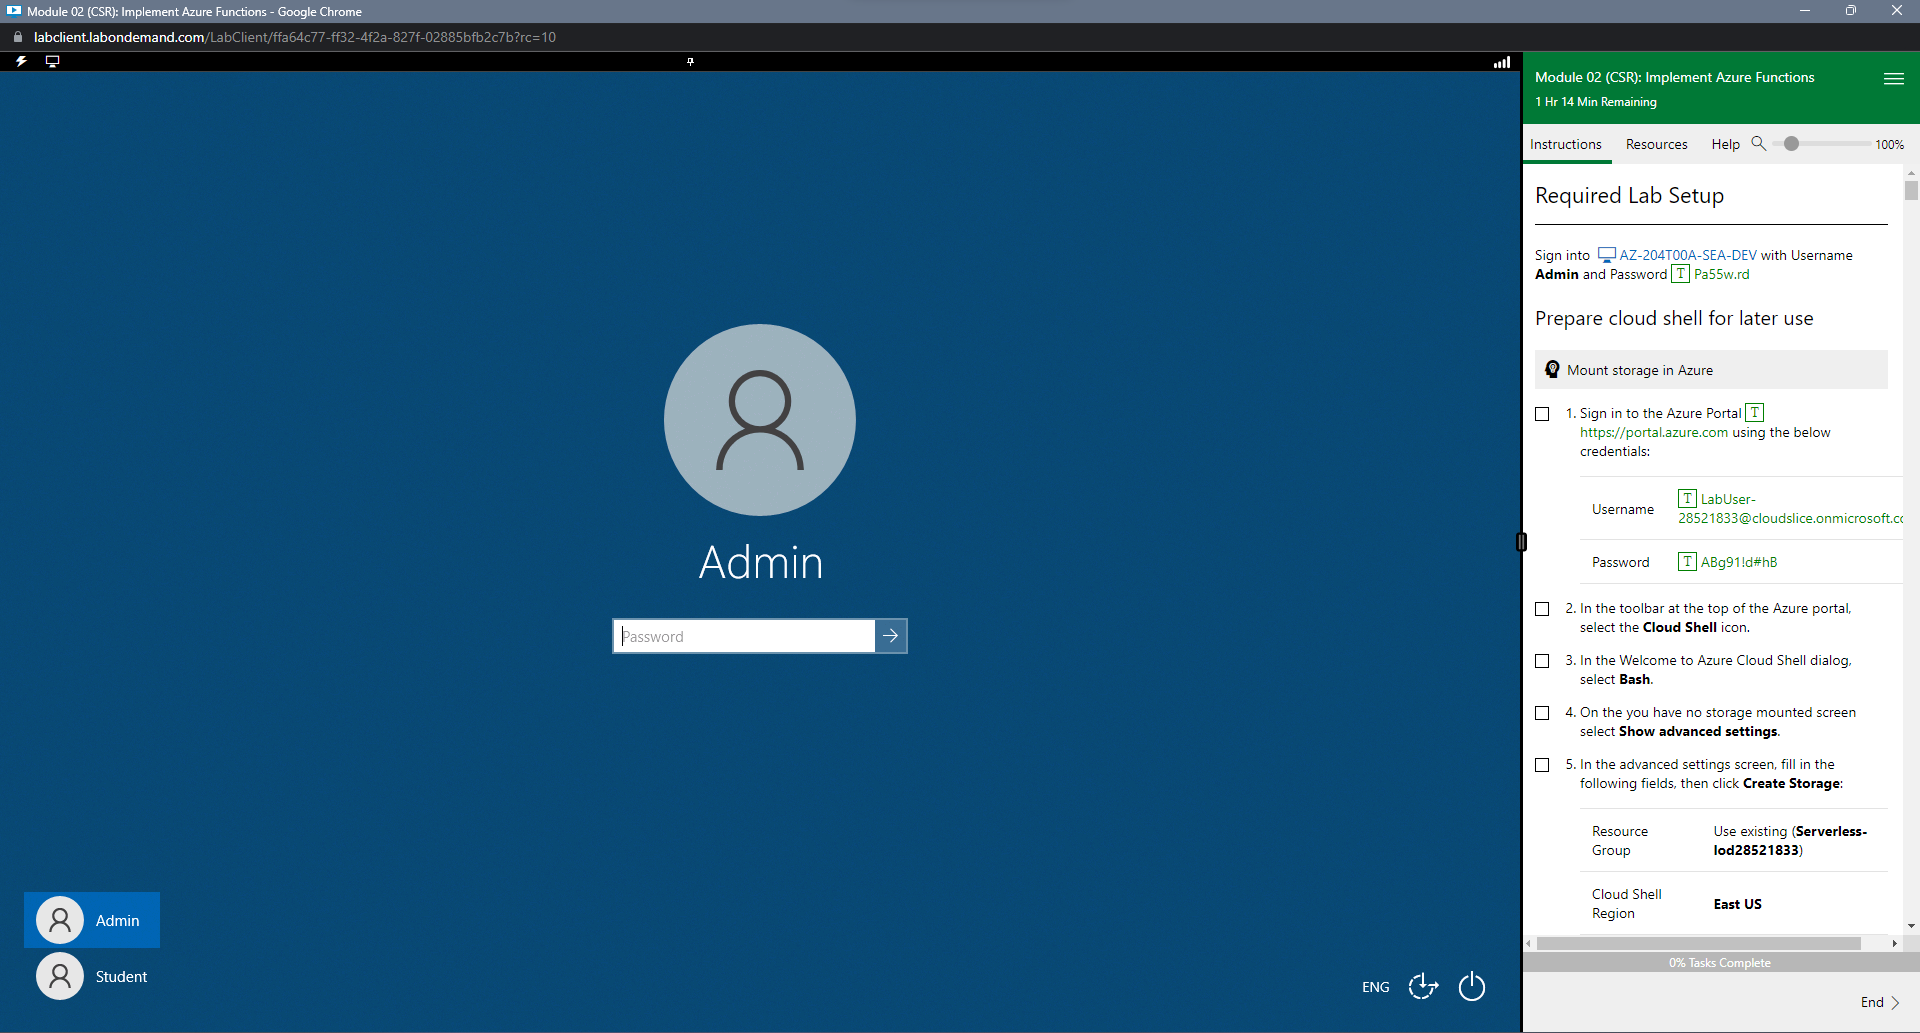 Module 02 (CSR): Implement Azure Functions - Google Chrome
labclient.labondemand.com/LabClient/ffa64c77-ff32-4f2a-827f-02885bfb2c7b?rc=10
Admin
Password
Admin
Student
ENG
Module 02 (CSR): Implement Azure Functions
1 Hr 14 Min Remaining
Instructions Resources Help 100%
Required Lab Setup
Sign into AZ-204T00A-SEA-DEV with Username
Admin and Password T Pa55w.rd
Prepare cloud shell for later use
Mount storage in Azure
1. Sign in to the Azure Portal T
https://portal.azure.com using the below
credentials:
Username T LabUser-
28521833@cloudslice.onmicrosoft.co
Password T ABg91!d#hB
2. In the toolbar at the top of the Azure portal,
select the Cloud Shell icon.
3. In the Welcome to Azure Cloud Shell dialog,
select Bash.
4. On the you have no storage mounted screen
select Show advanced settings.
5. In the advanced settings screen, fill in the
following fields, then click Create Storage:
Resource Use existing (Serverless-
Group lod28521833)
Cloud Shell
Region East US
0% Tasks Complete
End